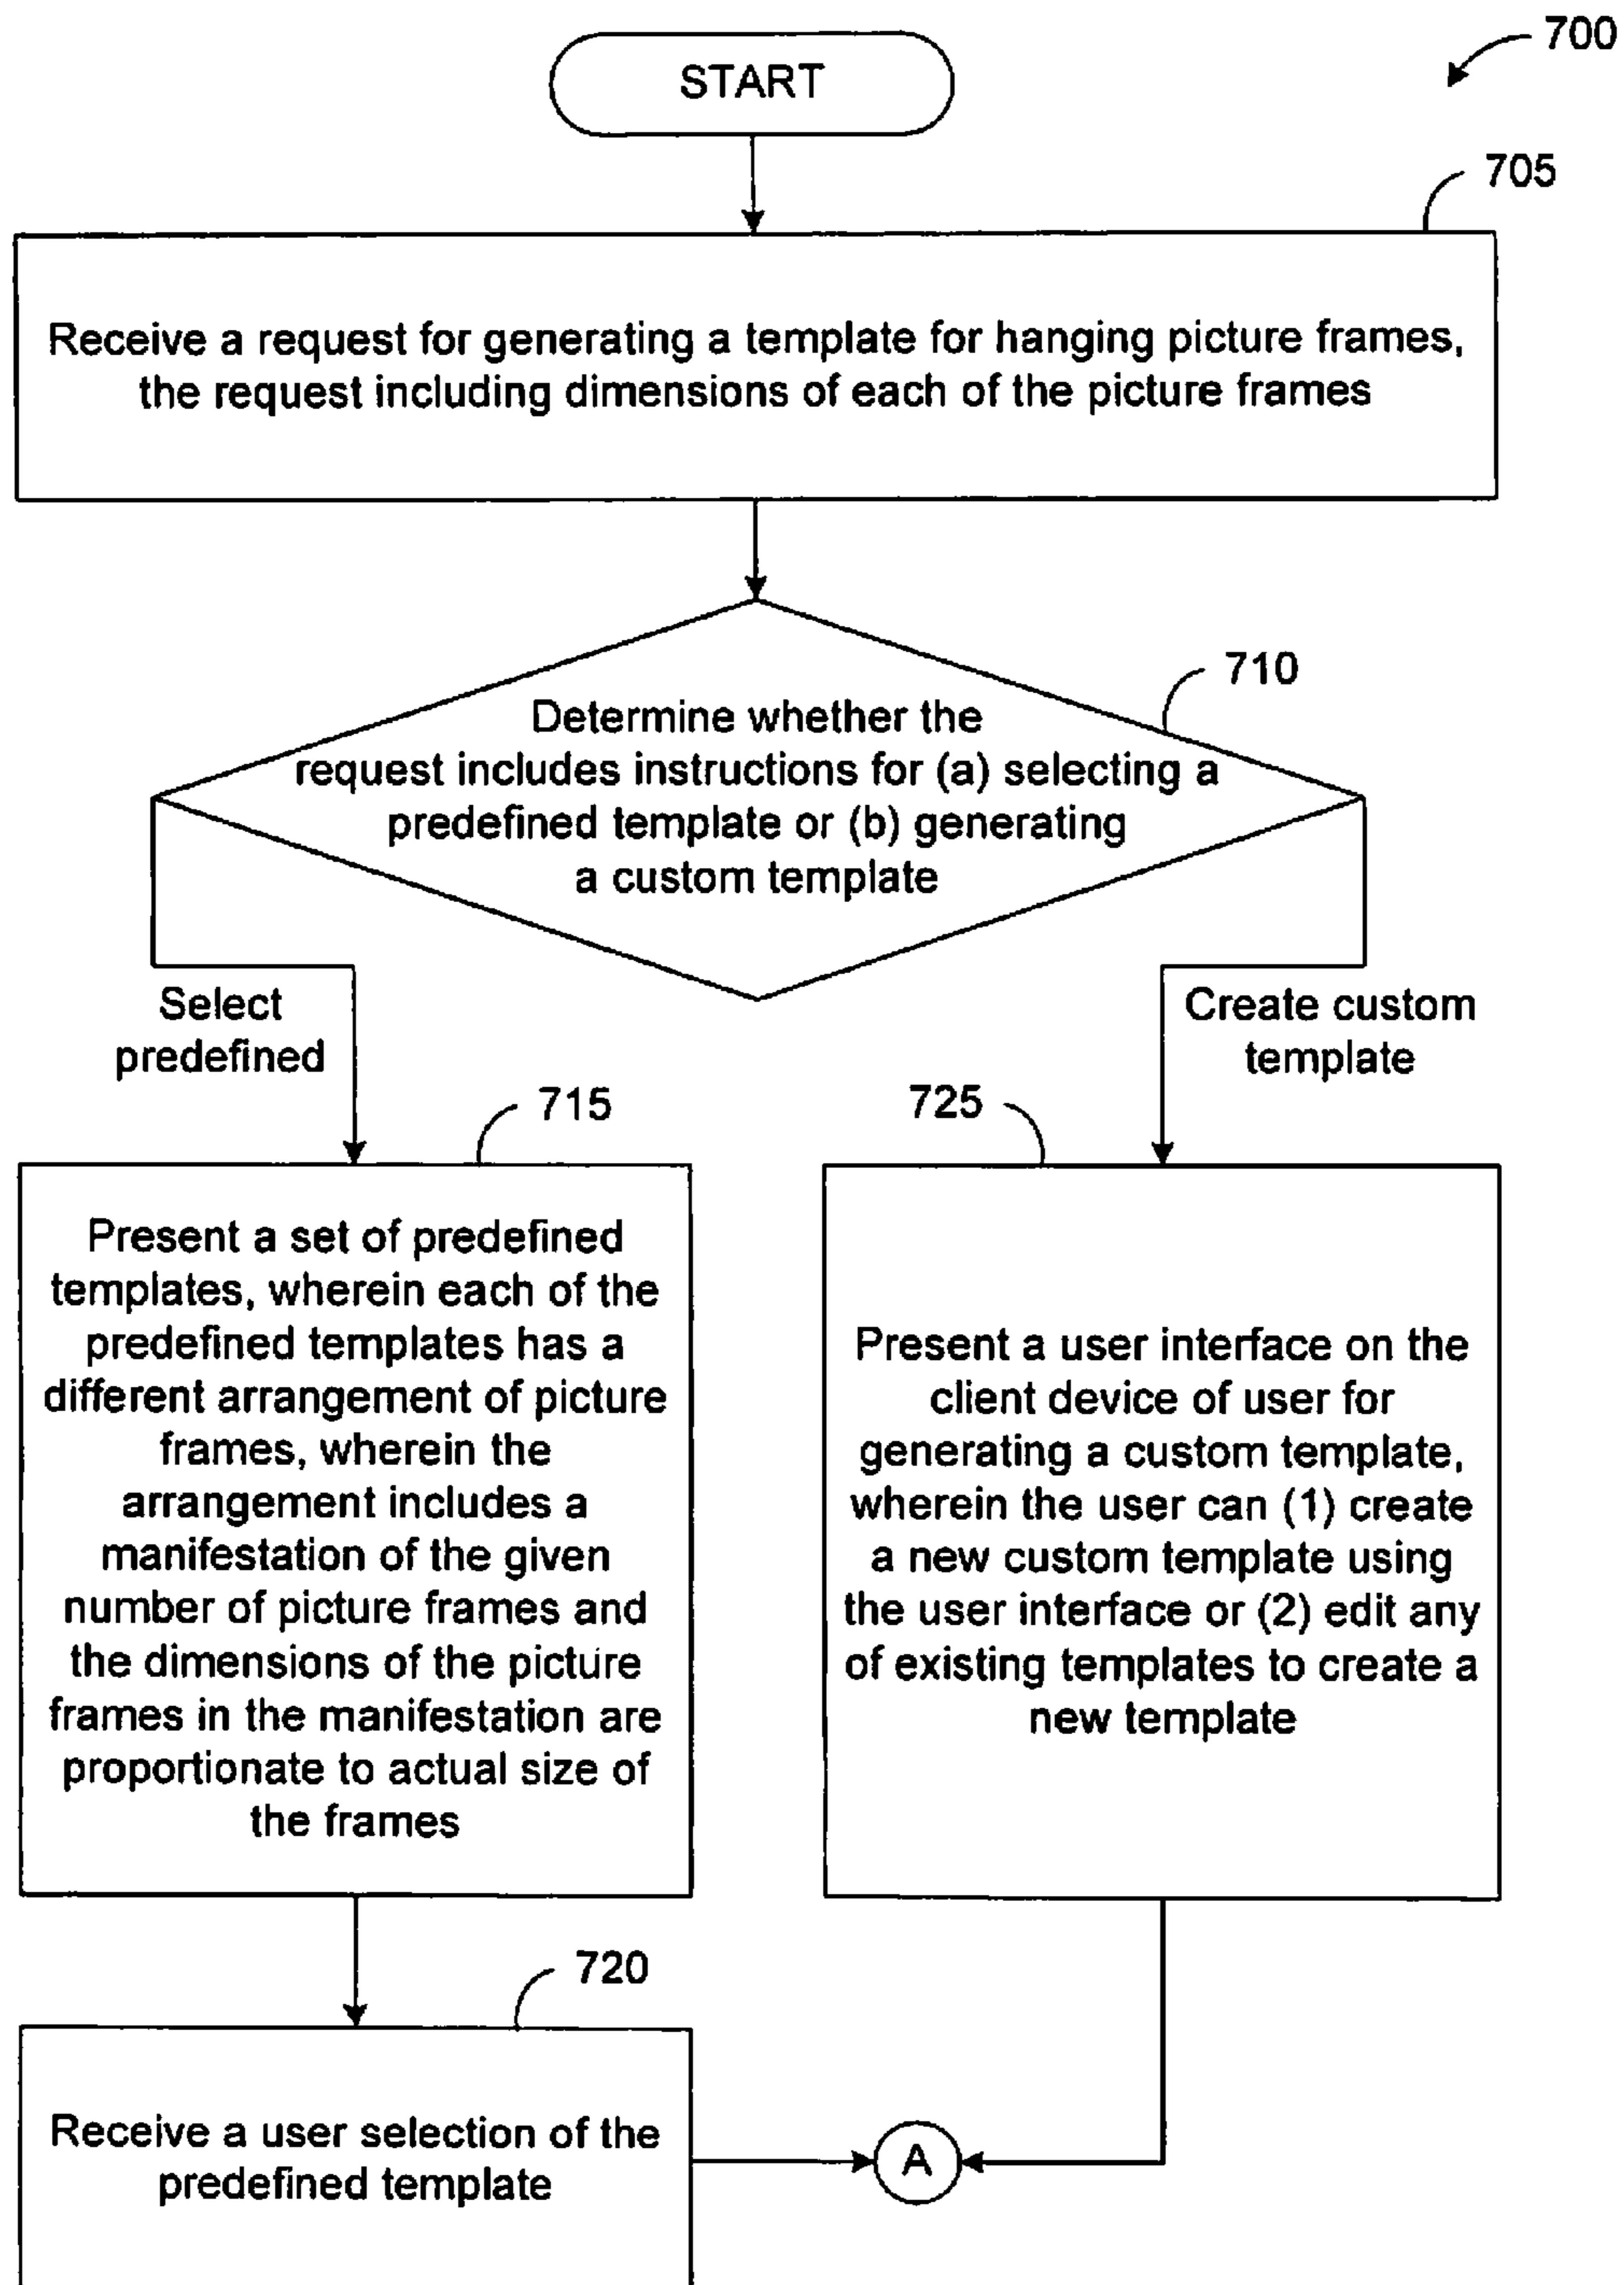 700
START
705
Receive a request for generating a template for hanging picture frames,
the request including dimensions of each of the picture frames
710
Determine whether the
request includes instructions for (a) selecting a
predefined template or (b) generating
a custom template
Select
predefined
Create custom
template
715
Present a set of predefined
templates, wherein each of the
predefined templates has a
different arrangement of picture
frames, wherein the
arrangement includes a
manifestation of the given
number of picture frames and
the dimensions of the picture
frames in the manifestation are
proportionate to actual size of
the frames
725
Present a user interface on the
client device of user for
generating a custom template,
wherein the user can (1) create
a new custom template using
the user interface or (2) edit any
of existing templates to create a
new template
720
Receive a user selection of the
predefined template
A